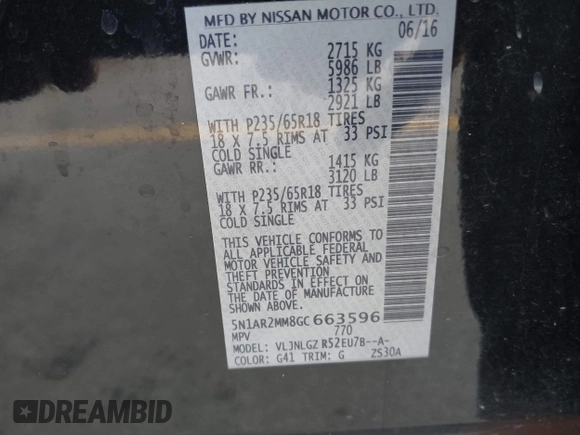 MFD BY NISSAN MOTOR CO., LTD.
DATE: 06/16
GVWR: 2715 KG
5986 LB
GAWR FR.: 1325 KG
2921 LB
WITH P235/65R18 TIRES
18 X 7.5 RIMS AT 33 PSI
COLD SINGLE
GAWR RR.: 1415 KG
3120 LB
WITH P235/65R18 TIRES
18 X 7.5 RIMS AT 33 PSI
COLD SINGLE
THIS VEHICLE CONFORMS TO
ALL APPLICABLE FEDERAL
MOTOR VEHICLE SAFETY AND
THEFT PREVENTION
STANDARDS IN EFFECT ON
THE DATE OF MANUFACTURE
SHOWN ABOVE.
5N1AR2MM8GC663596
MPV 770
MODEL: VLJNLGZ R52EU7B--A-
COLOR: G41 TRIM: G ZS30A
DREAMBID